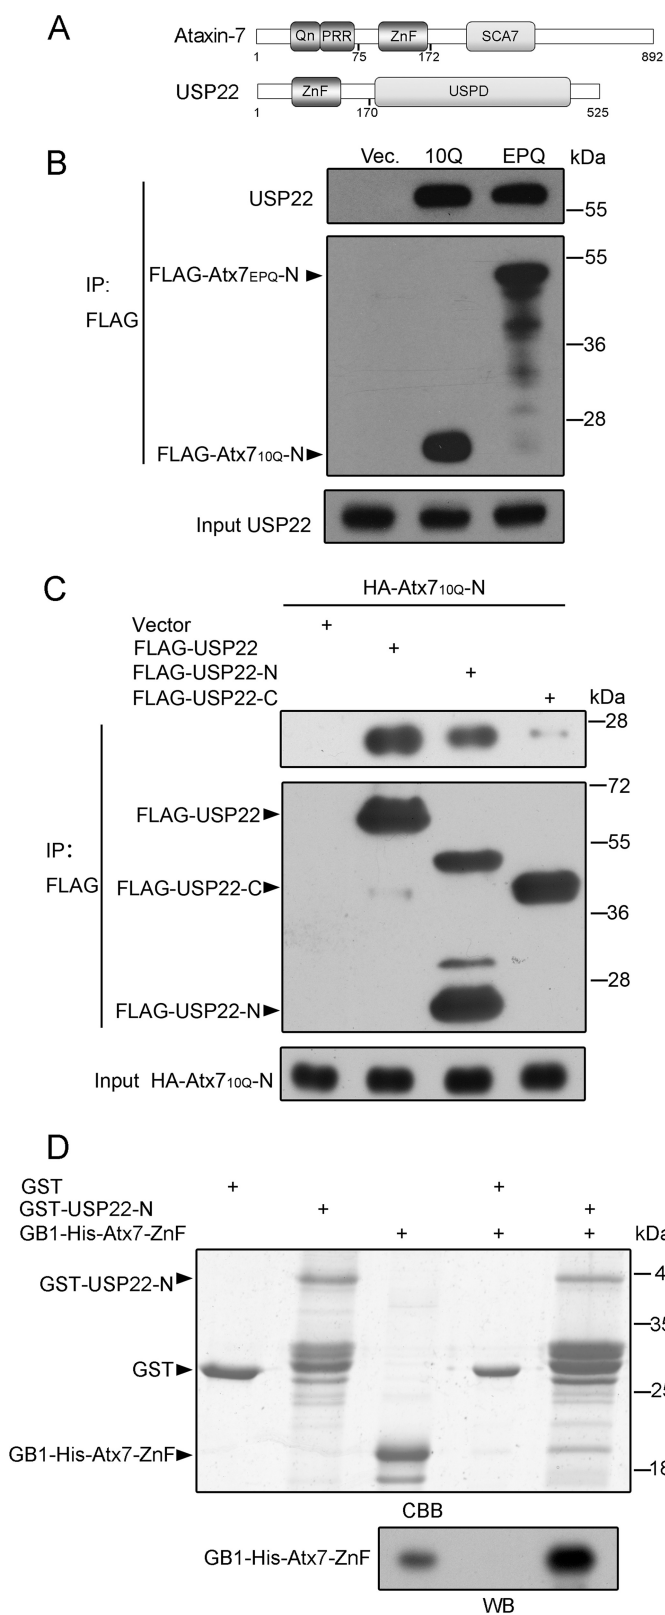 A
Ataxin-7
Qn PRR ZnF SCA7
1 75 172 892
USP22
ZnF USPD
1 170 525
B
Vec. 10Q EPQ kDa
USP22
55
IP:
FLAG
55
FLAG-Atx7EPQ-N
36
28
FLAG-Atx710Q-N
Input USP22
C
HA-Atx710Q-N
Vector +
FLAG-USP22 +
FLAG-USP22-N +
FLAG-USP22-C + kDa
28
72
FLAG-USP22
55
IP:
FLAG
FLAG-USP22-C
36
28
FLAG-USP22-N
Input HA-Atx710Q-N
D
GST + +
GST-USP22-N + +
GB1-His-Atx7-ZnF + + + kDa
GST-USP22-N
4
35
GST
25
GB1-His-Atx7-ZnF
18
CBB
GB1-His-Atx7-ZnF
WB